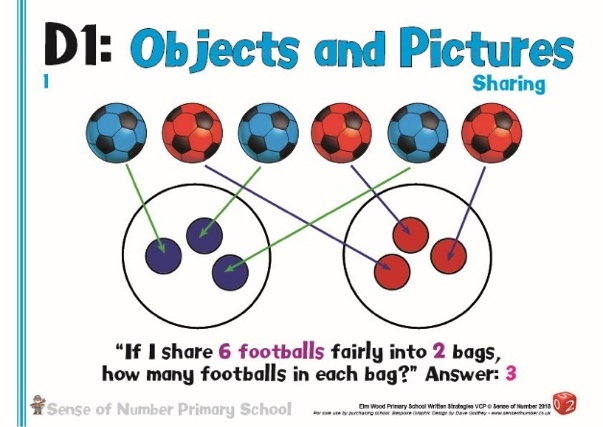 D1: Objects and Pictures
1
Sharing
“If I share 6 footballs fairly into 2 bags,
how many footballs in each bag?” Answer: 3
Sense of Number Primary School
Elm Wood Primary School Written Strategies VCP © Sense of Number 2018
For sole use by purchasing school. Bespoke Graphic Design by Dave Godfrey - www.senseofnumber.co.uk